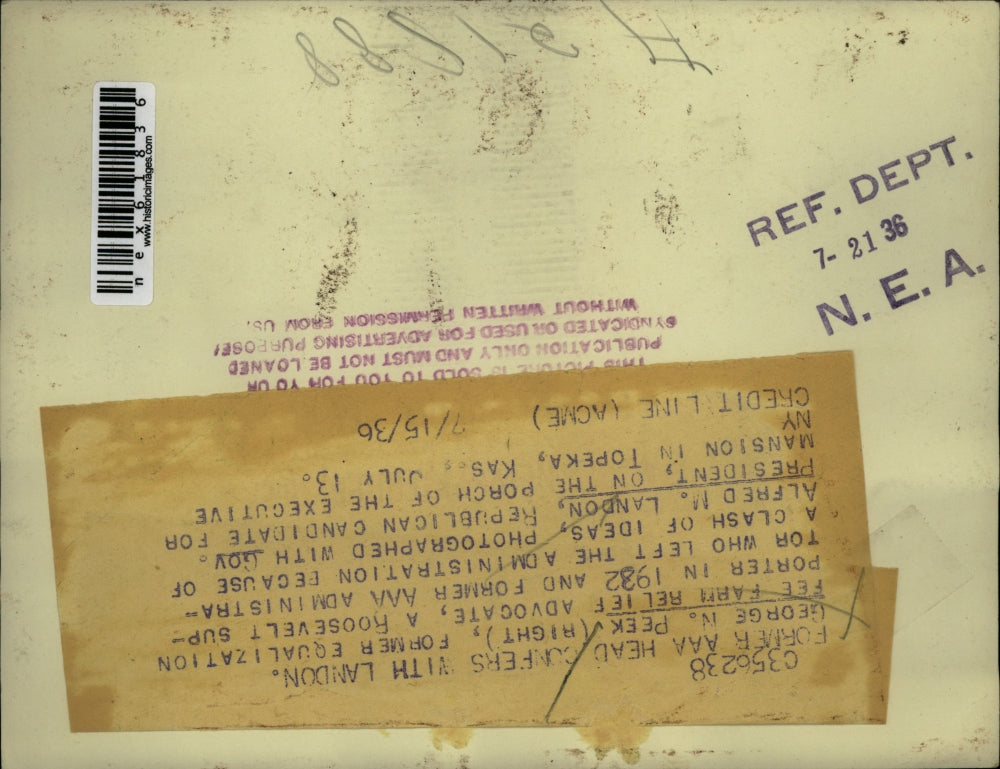 C356238
FORMER AAA HEAD CONFERS WITH LANDON.
GEORGE N. PEEK (RIGHT), FORMER EQUALIZATION
FEE FARM RELIEF ADVOCATE, A ROOSEVELT SUP-
PORTER IN 1932 AND FORMER AAA ADMINISTRA-
TOR WHO LEFT THE ADMINISTRATION BECAUSE OF
A CLASH OF IDEAS, PHOTOGRAPHED WITH GOV.
ALFRED M. LANDON, REPUBLICAN CANDIDATE FOR
PRESIDENT, ON THE PORCH OF THE EXECUTIVE
MANSION IN TOPEKA, KAS., JULY 13.
NY
CREDIT LINE (ACME) 7/15/36
THIS PICTURE IS SOLD TO YOU FOR YOUR
PUBLICATION ONLY AND MUST NOT BE LOANED
SYNDICATED OR USED FOR ADVERTISING PURPOSE
WITHOUT WRITTEN PERMISSION FROM US.
REF. DEPT.
7- 21 36
N. E. A.
nex61836
www.historicimages.com